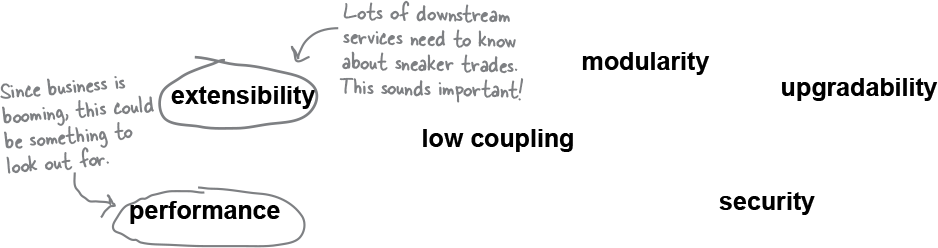 Lots of downstream
services need to know
about sneaker trades.
This sounds important!
modularity
Since business is
booming, this could
be something to
look out for.
extensibility
upgradability
low coupling
performance
security